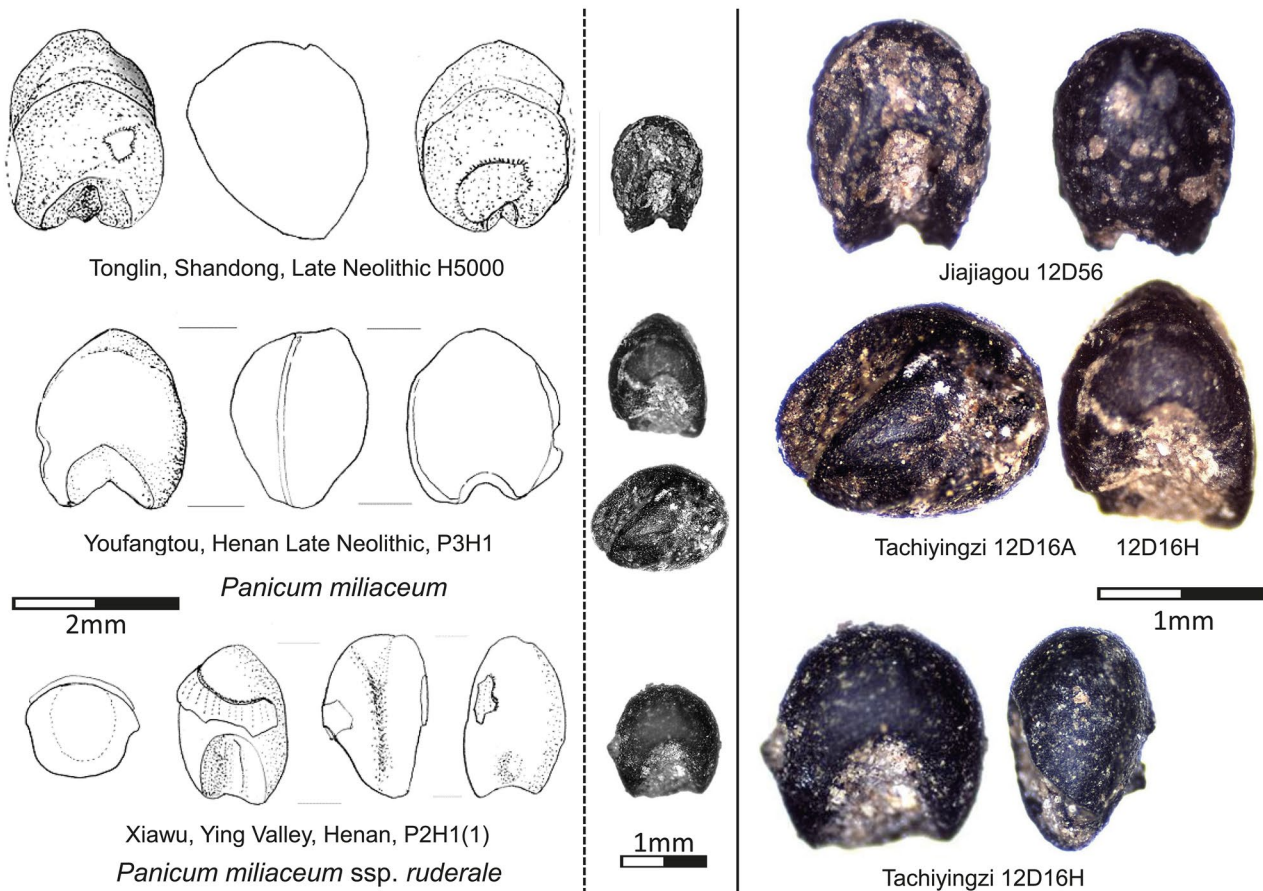 Tonglin, Shandong, Late Neolithic H5000
Youfangtou, Henan Late Neolithic, P3H1
Panicum miliaceum
2mm
Xiawu, Ying Valley, Henan, P2H1(1)
Panicum miliaceum ssp. ruderale
1mm
Jiajiagou 12D56
Tachiyingzi 12D16A 12D16H
1mm
Tachiyingzi 12D16H